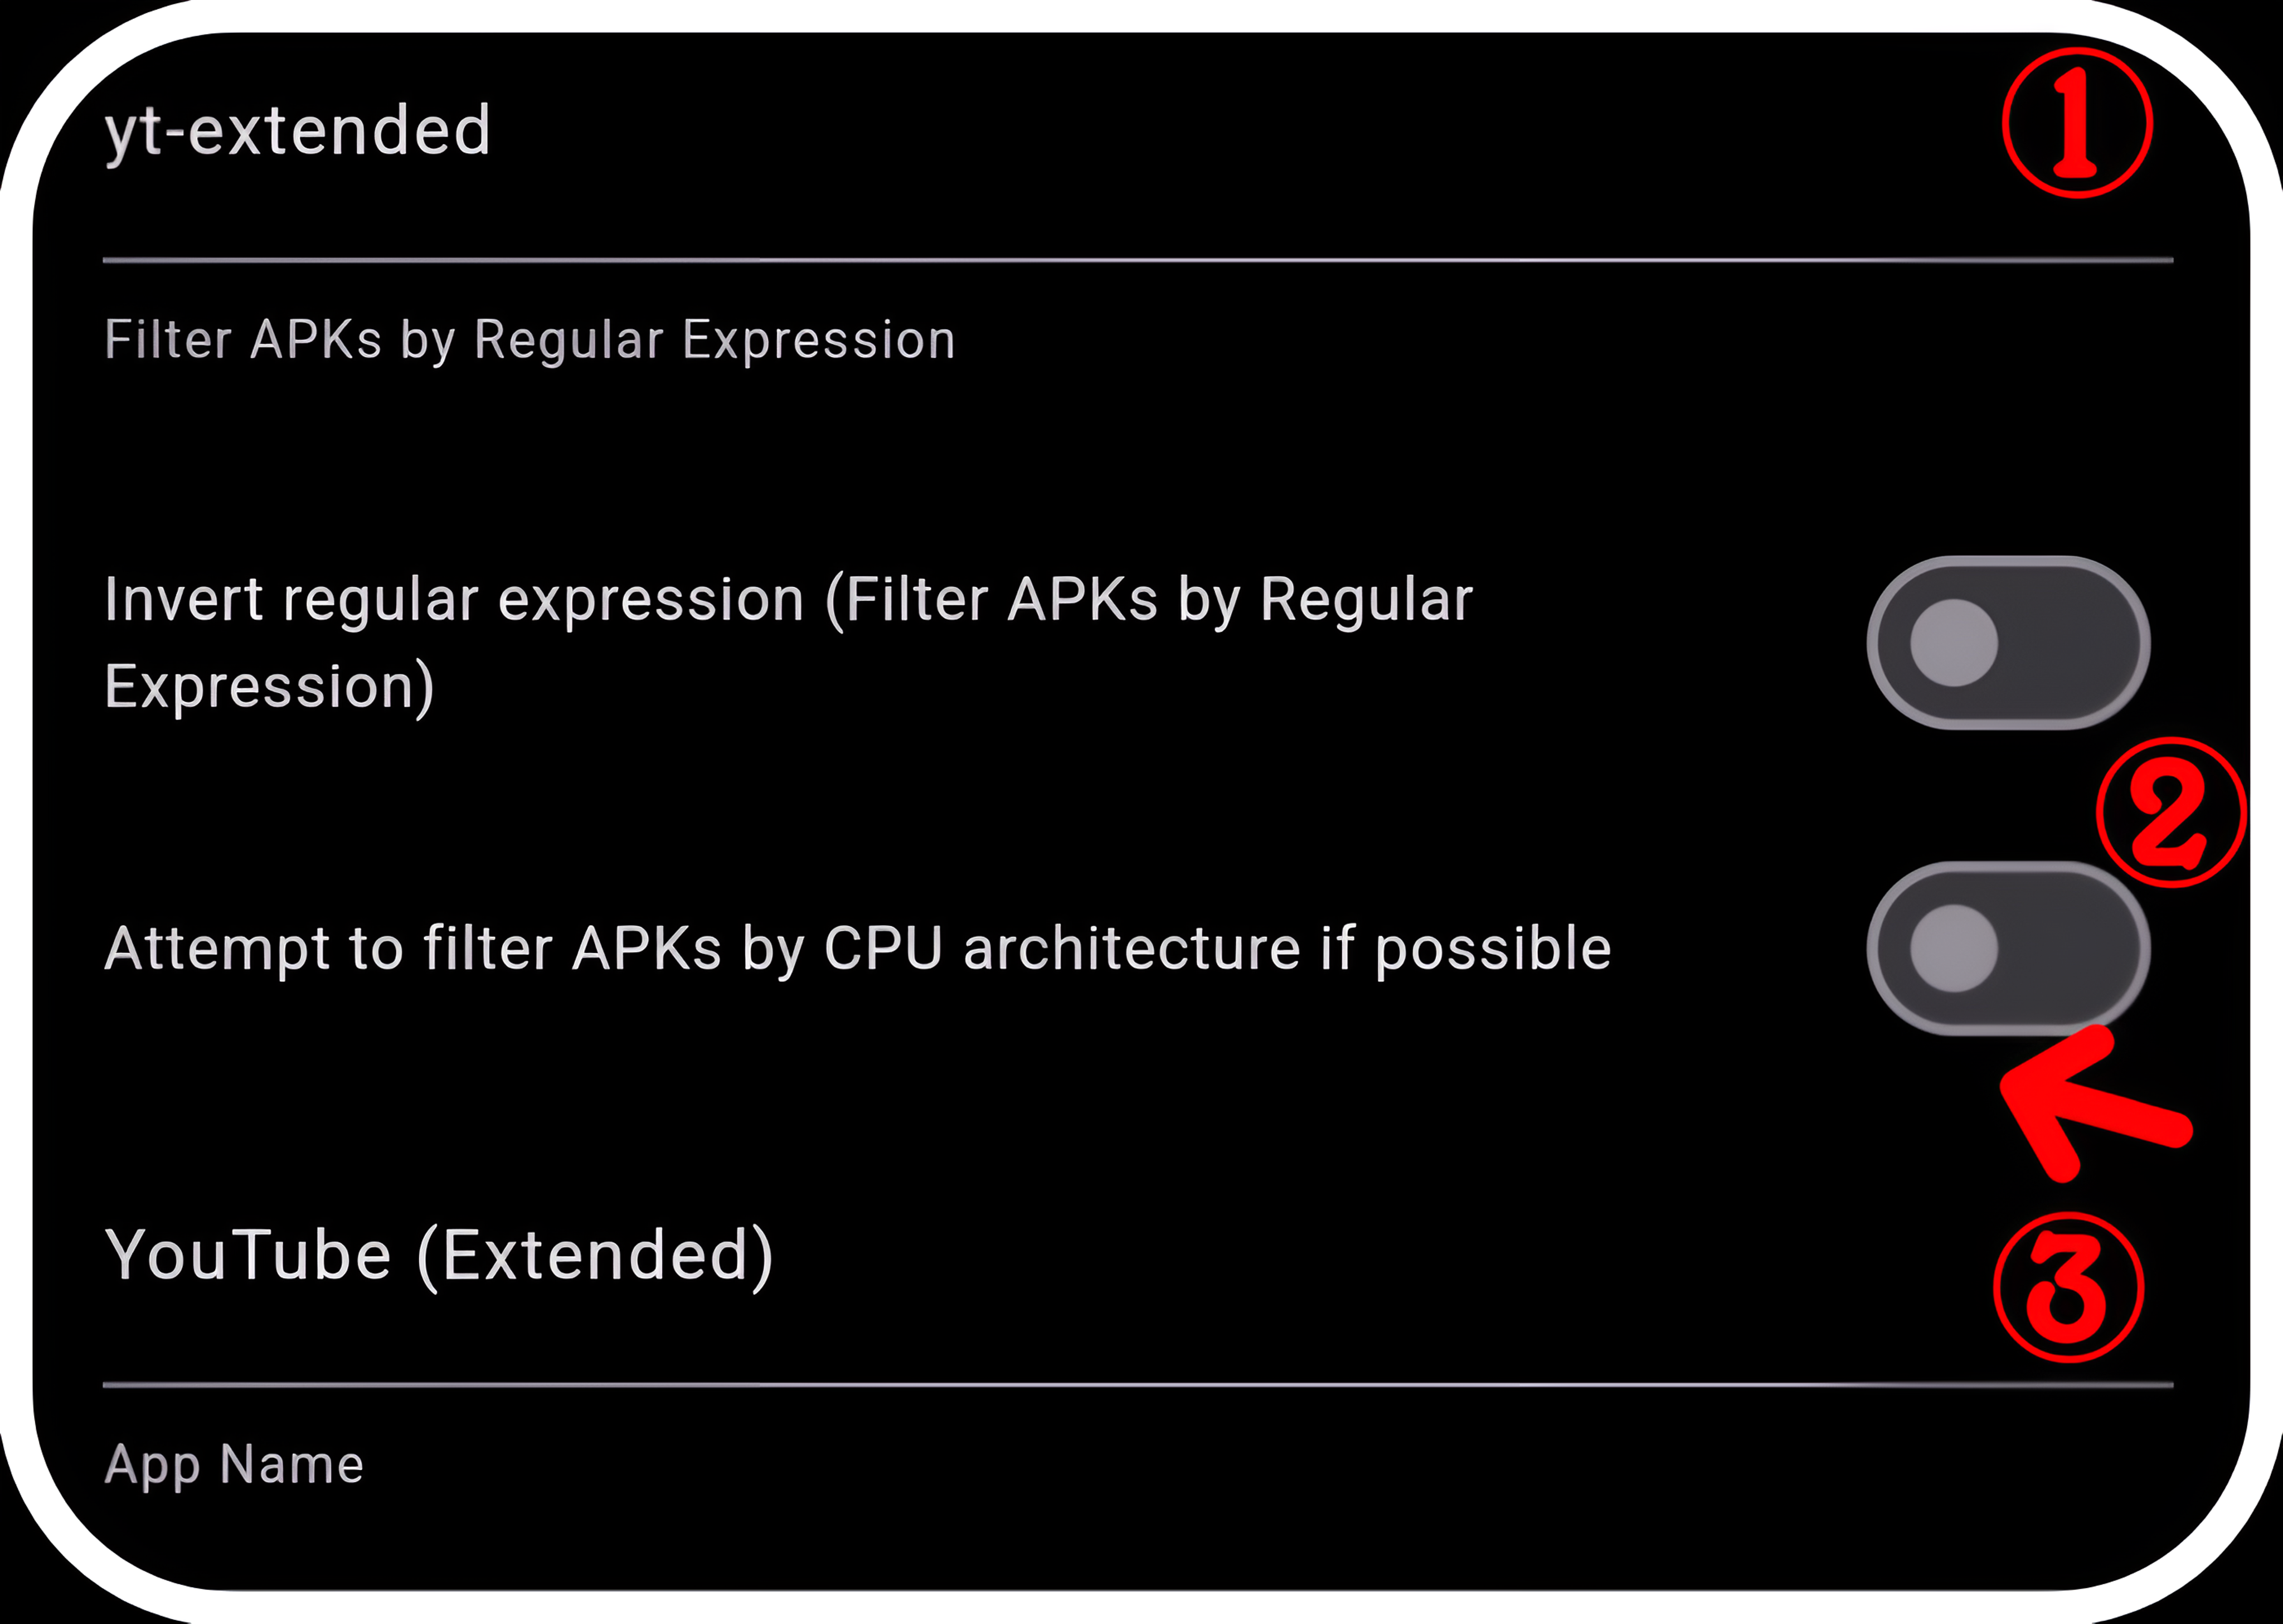 yt-extended
①
Filter APKs by Regular Expression
Invert regular expression (Filter APKs by Regular
Expression)
②
Attempt to filter APKs by CPU architecture if possible
YouTube (Extended)
③
App Name